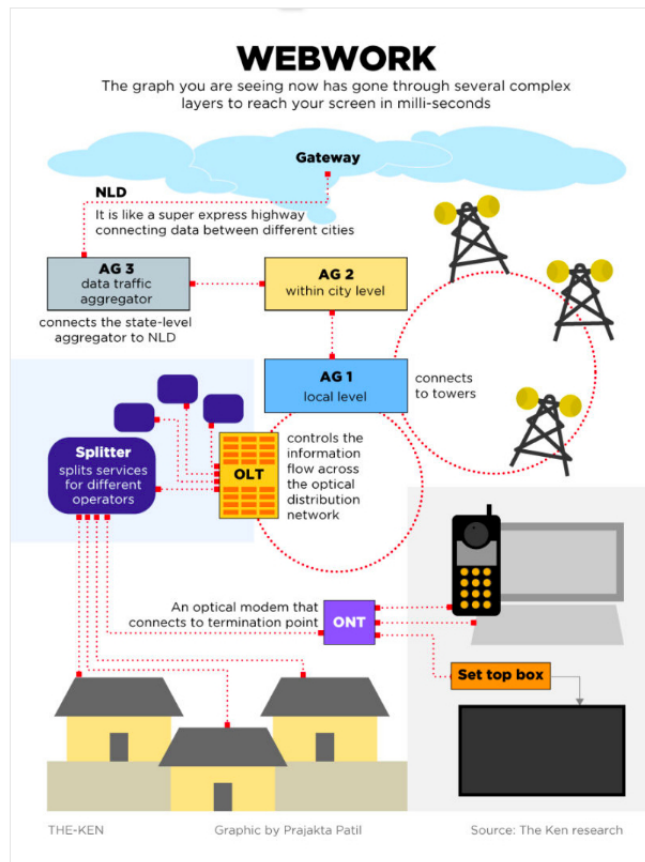 WEBWORK
The graph you are seeing now has gone through several complex
layers to reach your screen in milli-seconds
Gateway
NLD
It is like a super express highway
connecting data between different cities
AG 3
data traffic
aggregator
connects the state-level
aggregator to NLD
AG 2
within city level
AG 1
local level
connects
to towers
Splitter
splits services
for different
operators
OLT
controls the
information
flow across
the optical
distribution
network
An optical modem that
connects to termination point
ONT
Set top box
THE-KEN
Graphic by Prajakta Patil
Source: The Ken research